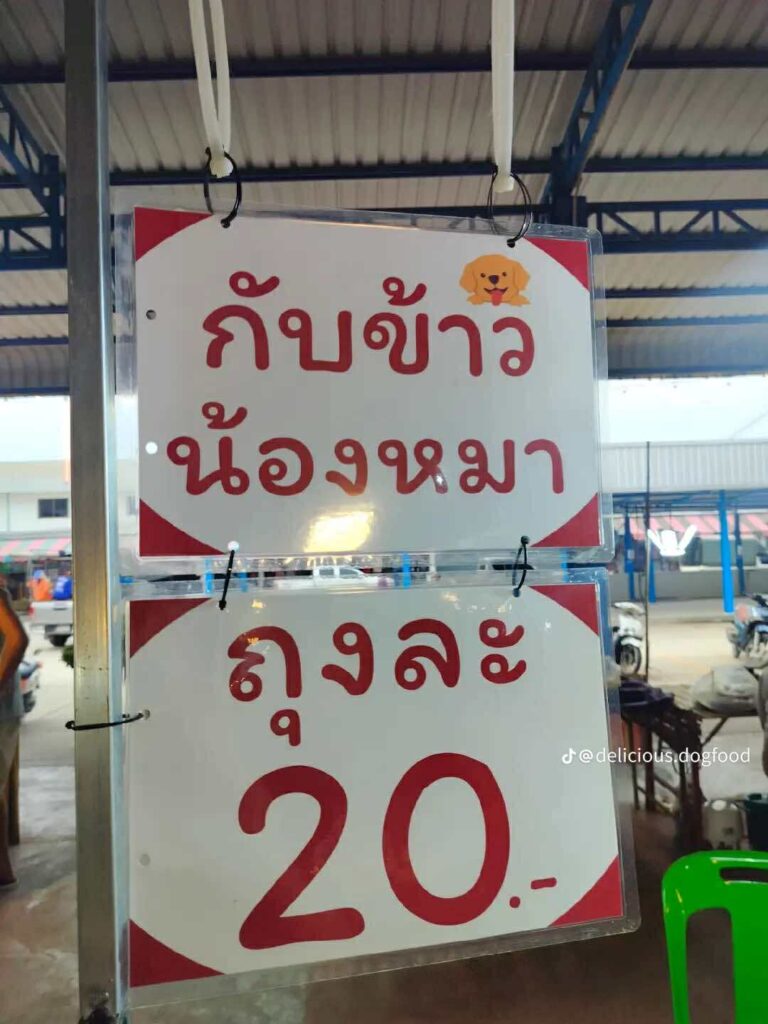 กับข้าว
น้องหมา
ถุงละ
20.-
@delicious.dogfood